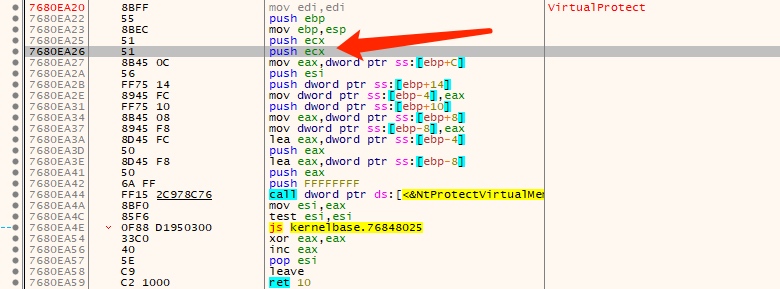 7680EA20 8BFF mov edi,edi VirtualProtect
7680EA22 55 push ebp
7680EA23 8BEC mov ebp,esp
7680EA25 51 push ecx
7680EA26 51 push ecx
7680EA27 8B45 0C mov eax,dword ptr ss:[ebp+C]
7680EA2A 56 push esi
7680EA2B FF75 14 push dword ptr ss:[ebp+14]
7680EA2E 8945 FC mov dword ptr ss:[ebp-4],eax
7680EA31 FF75 10 push dword ptr ss:[ebp+10]
7680EA34 8B45 08 mov eax,dword ptr ss:[ebp+8]
7680EA37 8945 F8 mov dword ptr ss:[ebp-8],eax
7680EA3A 8D45 FC lea eax,dword ptr ss:[ebp-4]
7680EA3D 50 push eax
7680EA3E 8D45 F8 lea eax,dword ptr ss:[ebp-8]
7680EA41 50 push eax
7680EA42 6A FF push FFFFFFFF
7680EA44 FF15 2C978C76 call dword ptr ds:[<&NtProtectVirtualMe
7680EA4A 8BF0 mov esi,eax
7680EA4C 85F6 test esi,esi
7680EA4E 0F88 D1950300 js kernelbase.76848025
7680EA54 33C0 xor eax,eax
7680EA56 40 inc eax
7680EA57 5E pop esi
7680EA58 C9 leave
7680EA59 C2 1000 ret 10